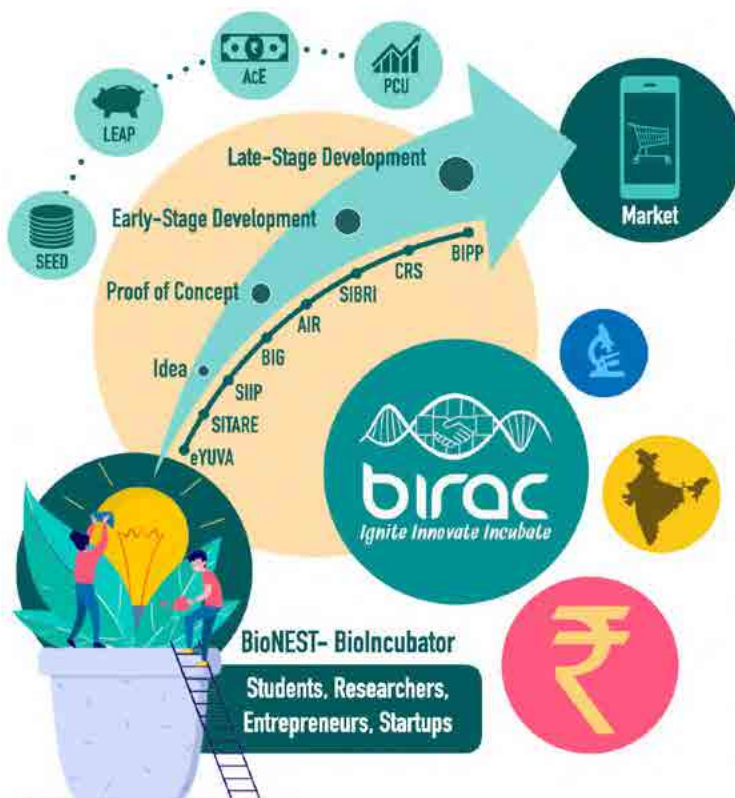 AcE
PCU
LEAP
SEED
Late-Stage Development
Early-Stage Development
Proof of Concept
Idea
Market
BIPP
CRS
SIBRI
AIR
BIG
SIIP
SITARE
eYUVA
birac
Ignite Innovate Incubate
BioNEST- BioIncubator
Students, Researchers,
Entrepreneurs, Startups
₹